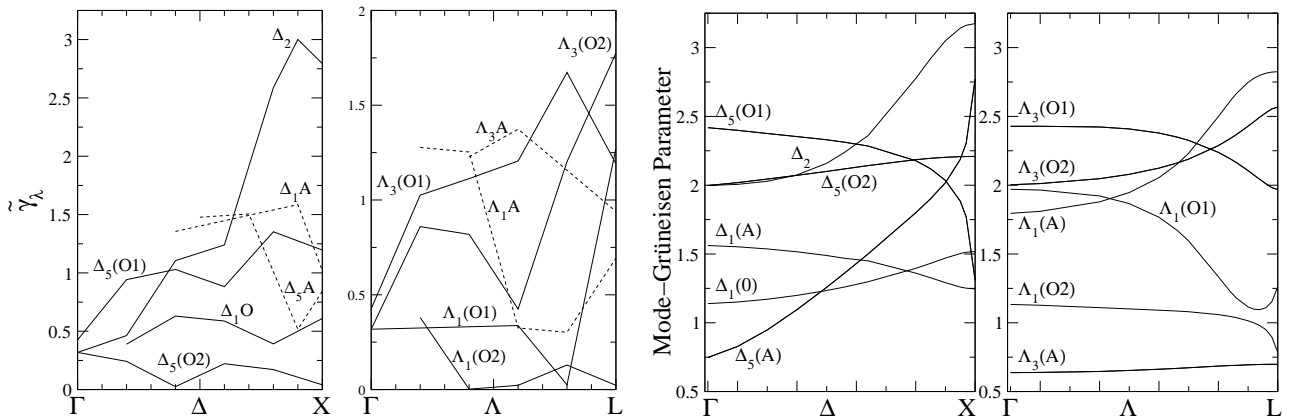 γ̃λ
3
2.5
2
1.5
1
0.5
0
Δ2
Δ1A
Δ5(O1)
Δ5A
Δ1O
Δ5(O2)
Γ
Δ
X
2
1.5
1
0.5
0
Λ3(O2)
Λ3A
Λ3(O1)
Λ1A
Λ1(O1)
Λ1(O2)
Γ
Λ
L
Mode−Grüneisen Parameter
3
2.5
2
1.5
1
0.5
Δ5(O1)
Δ2
Δ5(O2)
Δ1(A)
Δ1(0)
Δ5(A)
Γ
Δ
X
3
2.5
2
1.5
1
0.5
Λ3(O1)
Λ3(O2)
Λ1(O1)
Λ1(A)
Λ1(O2)
Λ3(A)
Γ
Λ
L